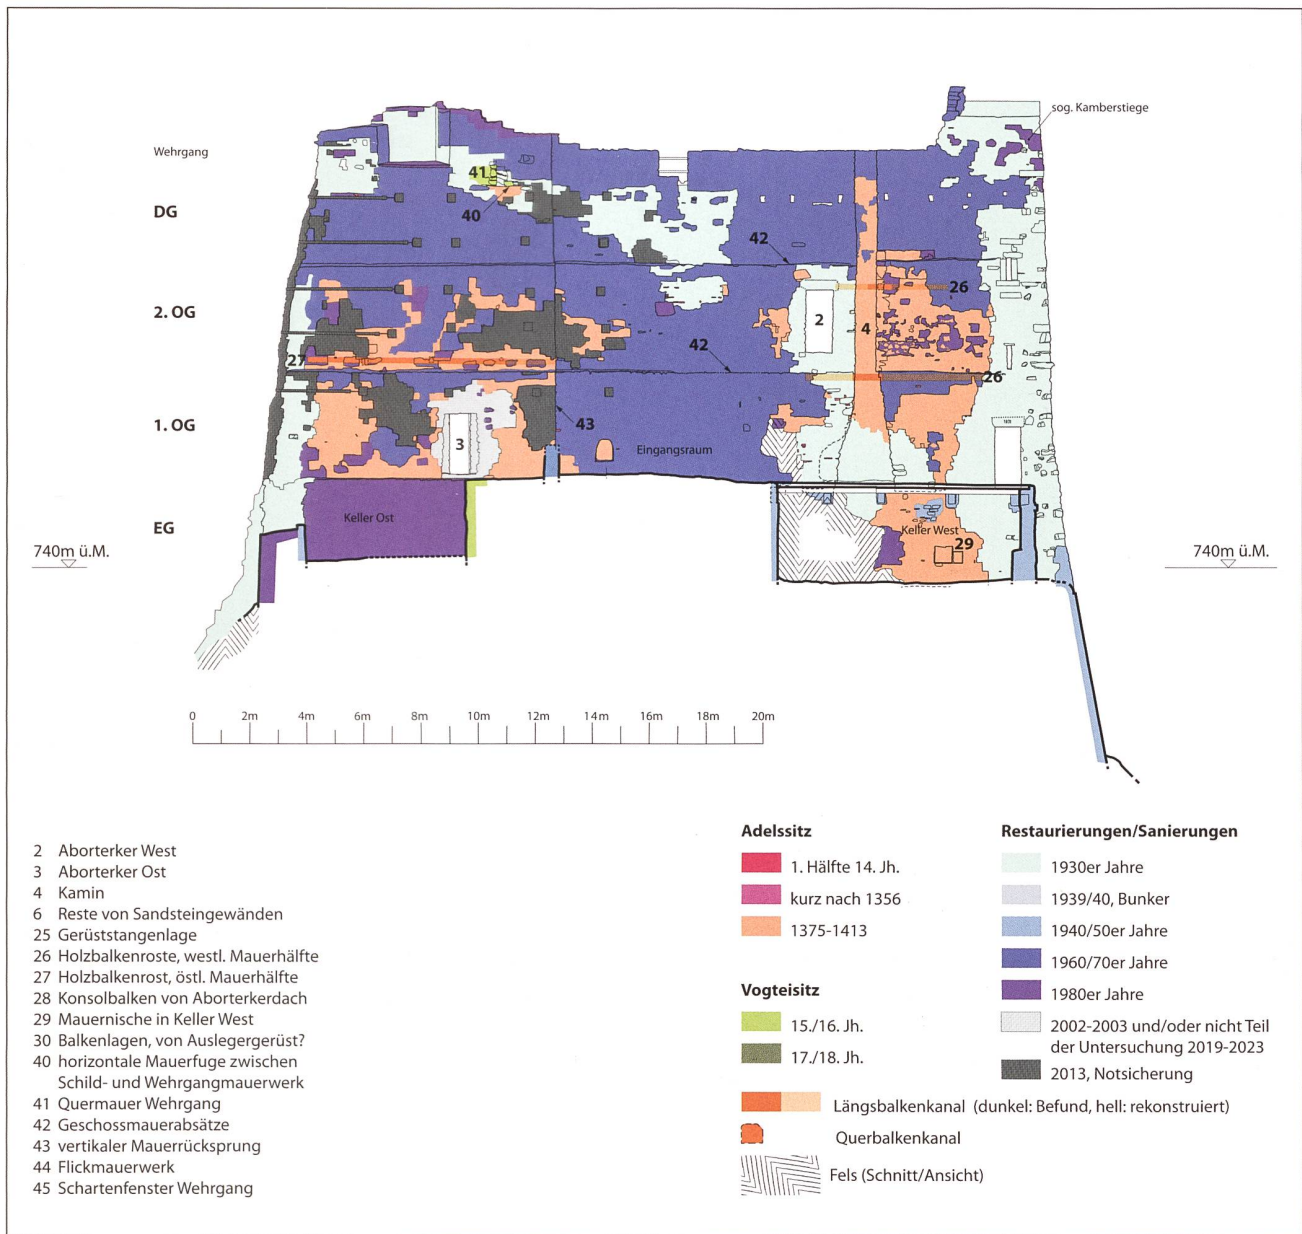 sog. Kamberstiege
Wehrgang
41
DG
40
42
26
2. OG
2
4
42
27
26
1. OG
43
3
Eingangsraum
EG
Keller Ost
Keller West
29
740m ü.M.
740m ü.M.
0 2m 4m 6m 8m 10m 12m 14m 16m 18m 20m
2 Aborterker West
3 Aborterker Ost
4 Kamin
6 Reste von Sandsteingewänden
25 Gerüststangenlage
26 Holzbalkenroste, westl. Mauerhälfte
27 Holzbalkenrost, östl. Mauerhälfte
28 Konsolbalken von Aborterkerdach
29 Mauernische in Keller West
30 Balkenlagen, von Auslegergerüst?
40 horizontale Mauerfuge zwischen
Schild- und Wehrgangmauerwerk
41 Quermauer Wehrgang
42 Geschossmauerabsätze
43 vertikaler Mauerrücksprung
44 Flickmauerwerk
45 Schartenfenster Wehrgang
Adelssitz
1. Hälfte 14. Jh.
kurz nach 1356
1375-1413
Vogteisitz
15./16. Jh.
17./18. Jh.
Längsbalkenkanal (dunkel: Befund, hell: rekonstruiert)
Querbalkenkanal
Fels (Schnitt/Ansicht)
Restaurierungen/Sanierungen
1930er Jahre
1939/40, Bunker
1940/50er Jahre
1960/70er Jahre
1980er Jahre
2002-2003 und/oder nicht Teil
der Untersuchung 2019-2023
2013, Notsicherung